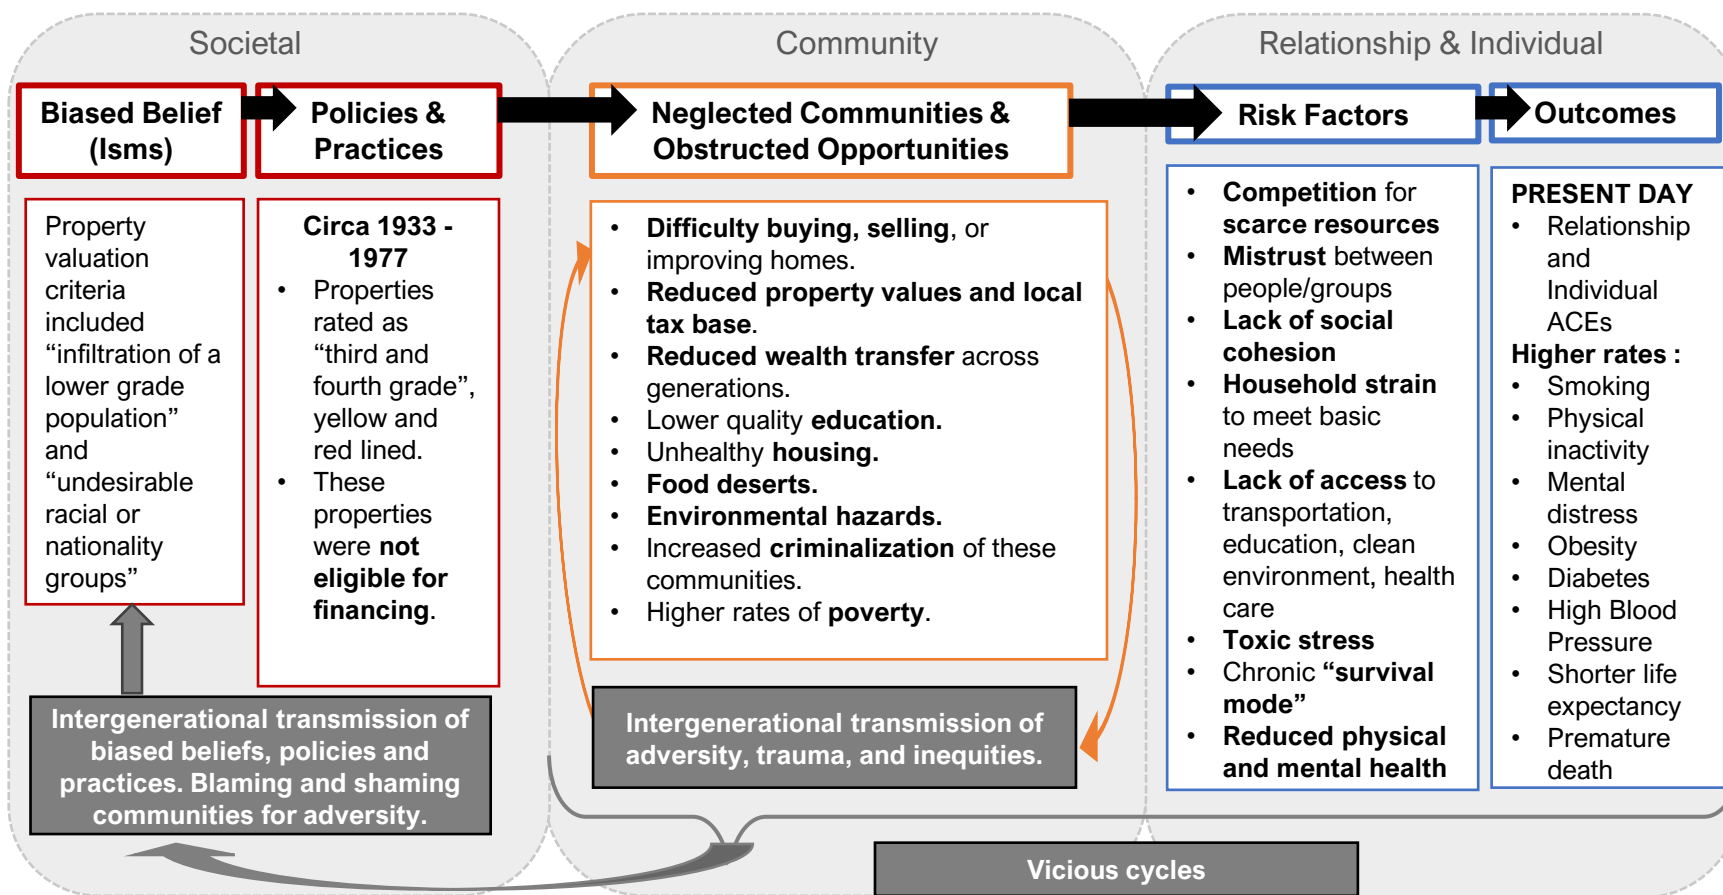 Societal
Community
Relationship & Individual
Biased Belief
(Isms)
Policies &
Practices
Neglected Communities &
Obstructed Opportunities
Risk Factors
Outcomes
Property
valuation
criteria
included
“infiltration of a
lower grade
population”
and
“undesirable
racial or
nationality
groups”
Circa 1933 -
1977
• Properties
rated as
“third and
fourth grade”,
yellow and
red lined.
• These
properties
were not
eligible for
financing.
• Difficulty buying, selling, or
improving homes.
• Reduced property values and local
tax base.
• Reduced wealth transfer across
generations.
• Lower quality education.
• Unhealthy housing.
• Food deserts.
• Environmental hazards.
• Increased criminalization of these
communities.
• Higher rates of poverty.
• Competition for
scarce resources
• Mistrust between
people/groups
• Lack of social
cohesion
• Household strain
to meet basic
needs
• Lack of access to
transportation,
education, clean
environment, health
care
• Toxic stress
• Chronic “survival
mode”
• Reduced physical
and mental health
PRESENT DAY
• Relationship
and
Individual
ACEs
Higher rates :
• Smoking
• Physical
inactivity
• Mental
distress
• Obesity
• Diabetes
• High Blood
Pressure
• Shorter life
expectancy
• Premature
death
Intergenerational transmission of
biased beliefs, policies and
practices. Blaming and shaming
communities for adversity.
Intergenerational transmission of
adversity, trauma, and inequities.
Vicious cycles